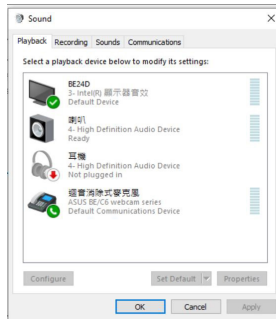 Sound
Playback Recording Sounds Communications
Select a playback device below to modify its settings:
BE24D
3- Intel(R) 顯示器音效
Default Device
喇叭
4- High Definition Audio Device
Ready
耳機
4- High Definition Audio Device
Not plugged in
迴音消除式麥克風
ASUS BE/C6 webcam series
Default Communications Device
Configure Set Default Properties
OK Cancel Apply